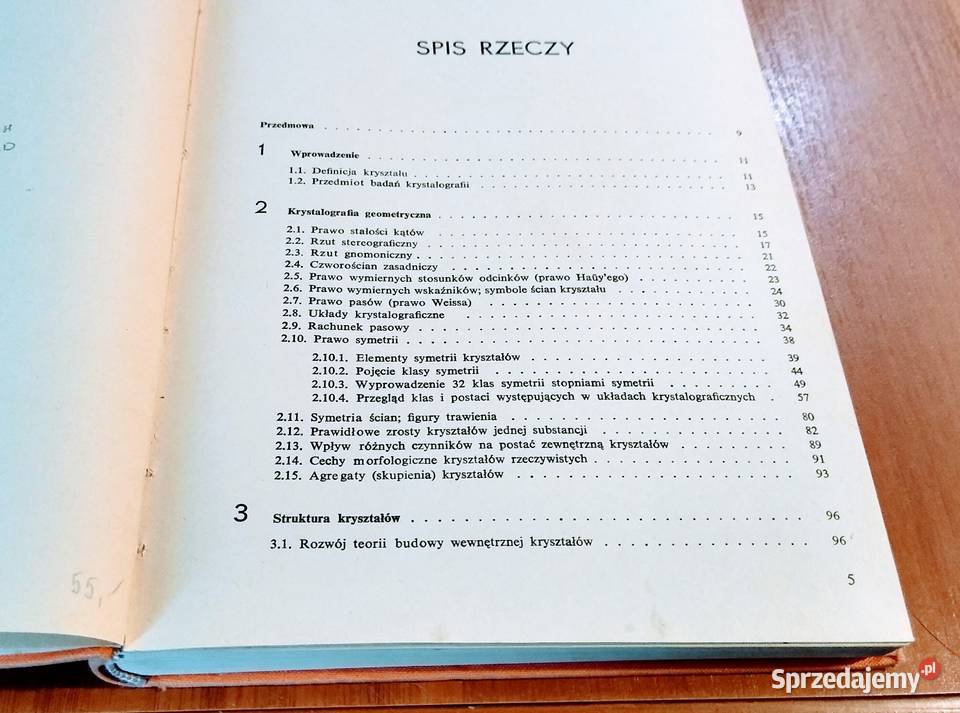 SPIS RZECZY
Przedmowa . . . . . . . . . . 9
1 Wprowadzenie . . . . . . . . . . 11
1.1. Definicja kryształu . . . . . . . . . . 11
1.2. Przedmiot badań krystalografii . . . . . . . . . . 13
2 Krystalografia geometryczna . . . . . . . . . . 15
2.1. Prawo stałości kątów . . . . . . . . . . 15
2.2. Rzut stereograficzny . . . . . . . . . . 17
2.3. Rzut gnomoniczny . . . . . . . . . . 21
2.4. Czworościan zasadniczy . . . . . . . . . . 22
2.5. Prawo wymiernych stosunków odcinków (prawo Haüy'ego) . . . . . . . . . . 23
2.6. Prawo wymiernych wskaźników; symbole ścian kryształu . . . . . . . . . . 24
2.7. Prawo pasów (prawo Weissa) . . . . . . . . . . 30
2.8. Układy krystalograficzne . . . . . . . . . . 32
2.9. Rachunek pasowy . . . . . . . . . . 34
2.10. Prawo symetrii . . . . . . . . . . 38
2.10.1. Elementy symetrii kryształów . . . . . . . . . . 39
2.10.2. Pojęcie klasy symetrii . . . . . . . . . . 44
2.10.3. Wyprowadzenie 32 klas symetrii stopniami symetrii . . . . . . . . 49
2.10.4. Przegląd klas i postaci występujących w układach krystalograficznych . 57
2.11. Symetria ścian; figury trawienia . . . . . . . . . . 80
2.12. Prawidłowe zrosty kryształów jednej substancji . . . . . . . . . . 82
2.13. Wpływ różnych czynników na postać zewnętrzną kryształów . . . . . . . 89
2.14. Cechy morfologiczne kryształów rzeczywistych . . . . . . . . . . 91
2.15. Agregaty (skupienia) kryształów . . . . . . . . . . 93
3 Struktura kryształów . . . . . . . . . . 96
3.1. Rozwój teorii budowy wewnętrznej kryształów . . . . . . . . . . 96
5
55,-
Sprzedajemy.pl